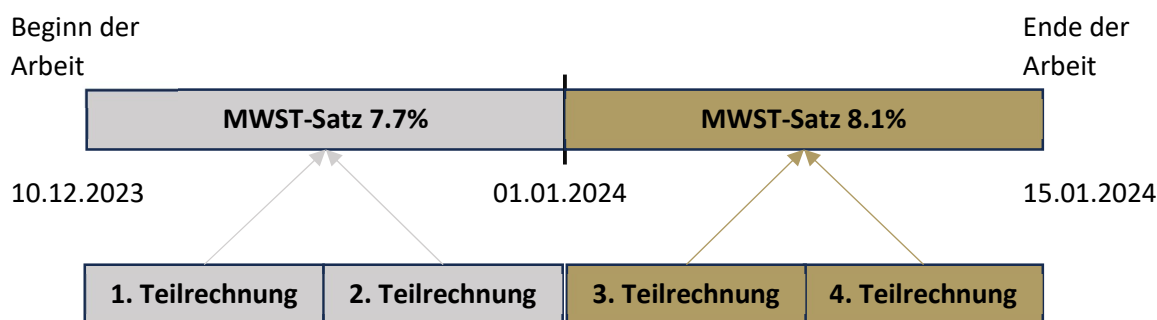 Beginn der
Arbeit
Ende der
Arbeit
MWST-Satz 7.7%
MWST-Satz 8.1%
10.12.2023
01.01.2024
15.01.2024
1. Teilrechnung
2. Teilrechnung
3. Teilrechnung
4. Teilrechnung